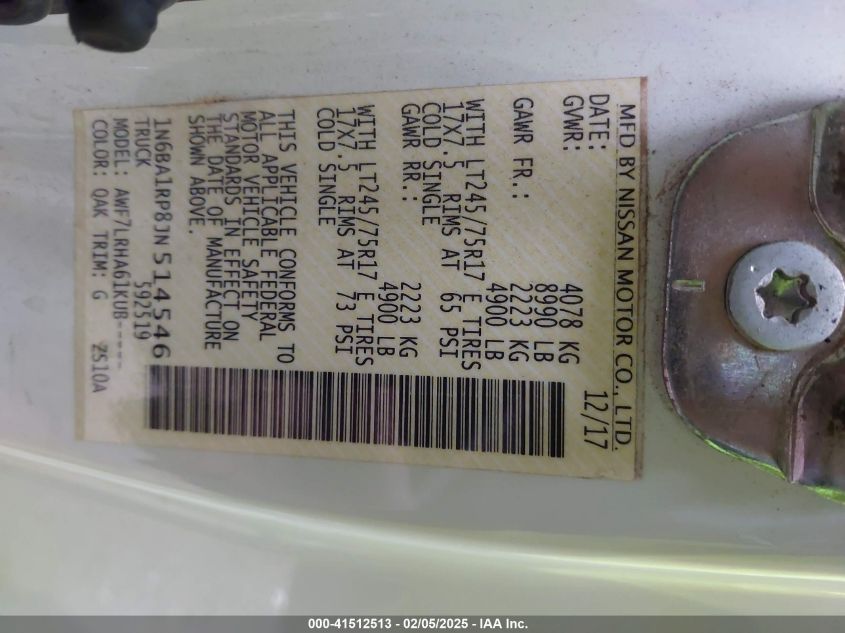 MFD BY NISSAN MOTOR CO., LTD.
DATE: 12/17
GVWR: 4078 KG
8990 LB
GAWR FR.: 2223 KG
4900 LB
WITH LT245/75R17 E TIRES
17X7.5 RIMS AT 65 PSI
COLD SINGLE
GAWR RR.: 2223 KG
4900 LB
WITH LT245/75R17 E TIRES
17X7.5 RIMS AT 73 PSI
COLD SINGLE
THIS VEHICLE CONFORMS TO
ALL APPLICABLE FEDERAL
MOTOR VEHICLE SAFETY
STANDARDS IN EFFECT ON
THE DATE OF MANUFACTURE
SHOWN ABOVE.
1N6BA1RP8JN514546
TRUCK 592519
MODEL: AWF7LRHA61KUB-----
COLOR: QAK TRIM: G 2510A
000-41512513 - 02/05/2025 - IAA Inc.